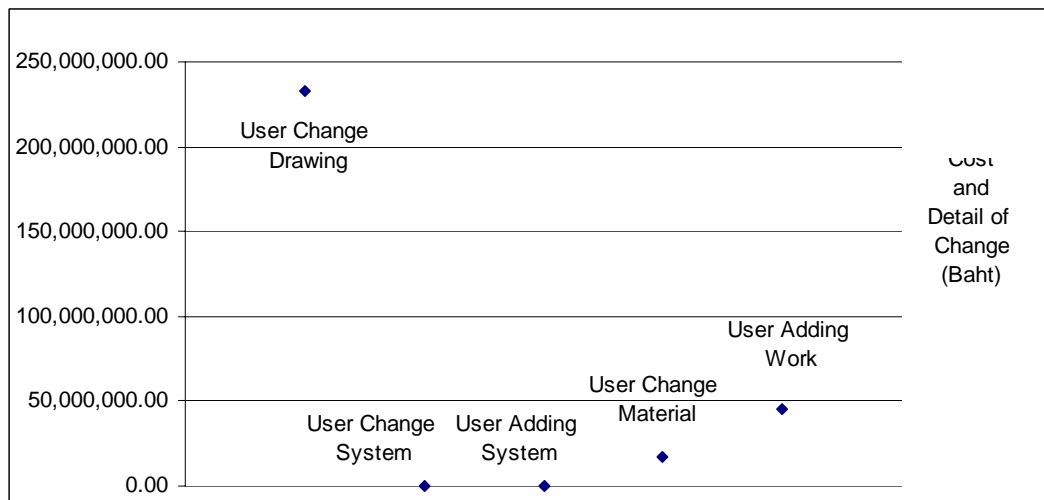 250,000,000.00
200,000,000.00
150,000,000.00
100,000,000.00
50,000,000.00
0.00
User Change
Drawing
User Change
System
User Adding
System
User Change
Material
User Adding
Work
Cost
and
Detail of
Change
(Baht)